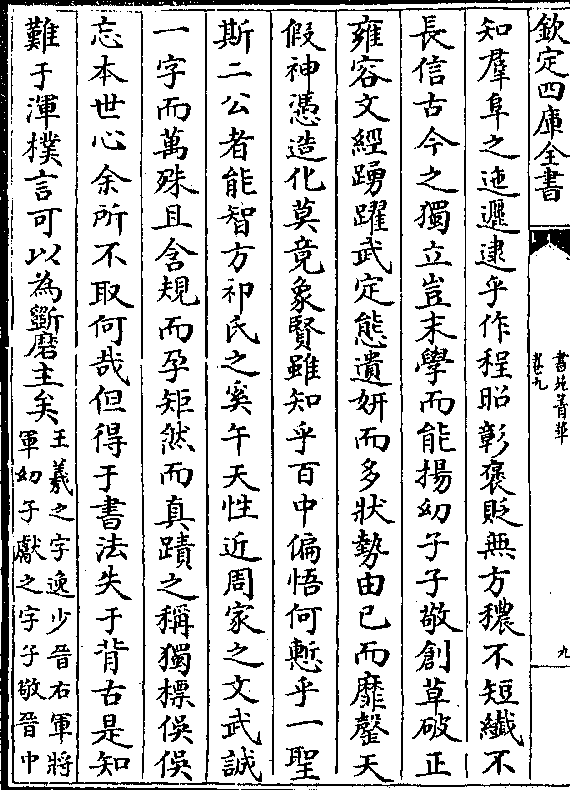 欽定四庫全書
書苑菁華
卷九
九
知羣阜之迤邐逮乎作程昭彰襃貶無方穠不短纖不
長信古今之獨立豈末學而能揚幼子子敬創草破正
雍容文經踴躍武定態遺妍而多狀勢由已而靡罄天
假神憑造化莫竟象賢雖知乎百中偏悟何慙乎一聖
斯二公者能智方祁氏之奚午天性近周家之文武誠
一字而萬殊且含規而孕矩然而真蹟之稱獨標俁俁
忘本世心余所不取何哉但得于書法失于背古是知
難于渾樸言可以為斵磨主矣
王羲之字逸少晉右軍將
軍幼子獻之字子敬晉中